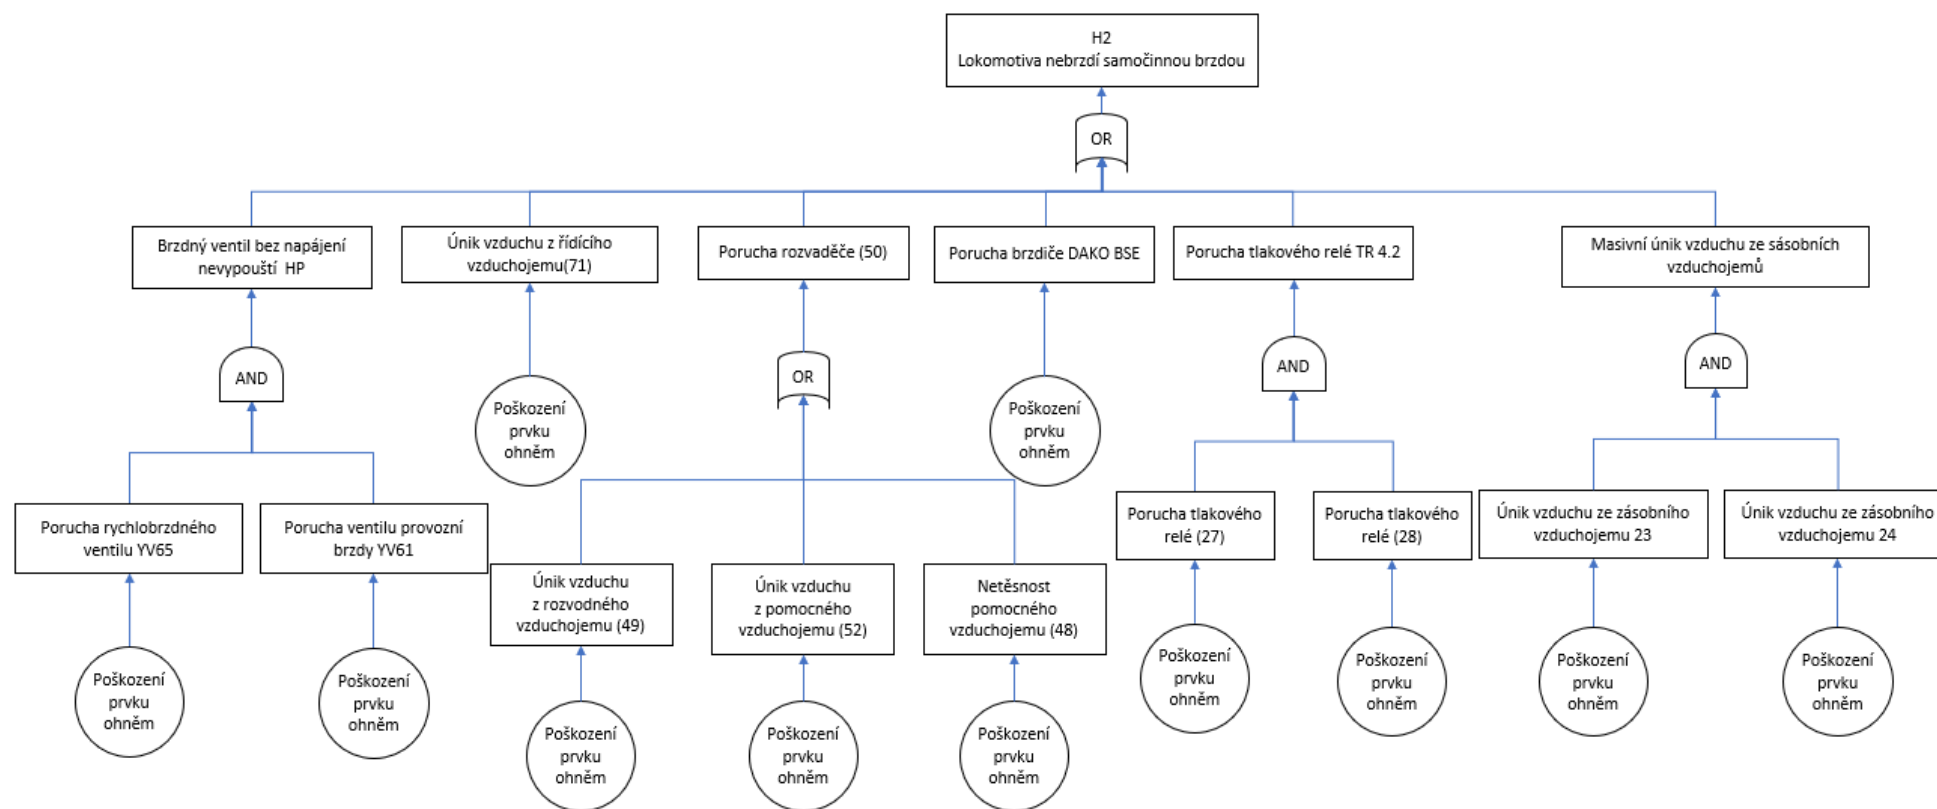 H2
Lokomotiva nebrzdí samočinnou brzdou
OR
Brzdný ventil bez napájení
nevypouští HP
Únik vzduchu z řídícího
vzduchojemu(71)
Porucha rozvaděče (50)
Porucha brzdiče DAKO BSE
Porucha tlakového relé TR 4.2
Masivní únik vzduchu ze sásobních
vzduchojemů
AND
OR
AND
AND
Poškození
prvku
ohněm
Poškození
prvku
ohněm
Porucha rychlobrzdného
ventilu YV65
Porucha ventilu provozní
brzdy YV61
Porucha tlakového
relé (27)
Porucha tlakového
relé (28)
Únik vzduchu ze zásobního
vzduchojemu 23
Únik vzduchu ze zásobního
vzduchojemu 24
Únik vzduchu
z rozvodného
vzduchojemu (49)
Únik vzduchu
z pomocného
vzduchojemu (52)
Netěsnost
pomocného
vzduchojemu (48)
Poškození
prvku
ohněm
Poškození
prvku
ohněm
Poškození
prvku
ohněm
Poškození
prvku
ohněm
Poškození
prvku
ohněm
Poškození
prvku
ohněm
Poškození
prvku
ohněm
Poškození
prvku
ohněm
Poškození
prvku
ohněm